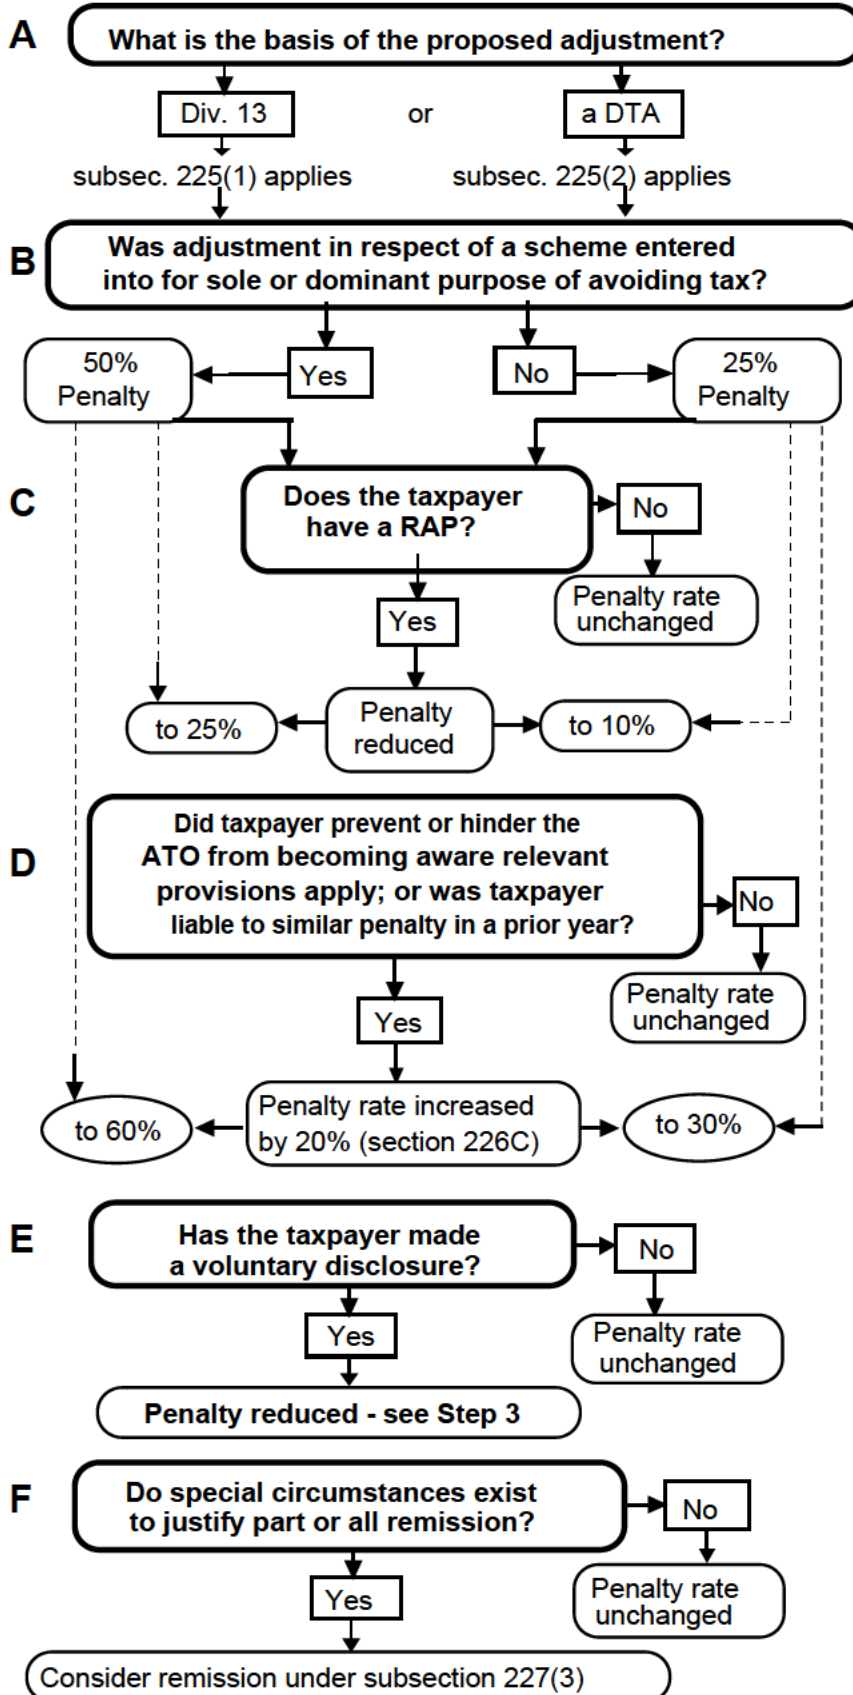 A
What is the basis of the proposed adjustment?
Div. 13
or
a DTA
subsec. 225(1) applies
subsec. 225(2) applies
B
Was adjustment in respect of a scheme entered
into for sole or dominant purpose of avoiding tax?
50%
Penalty
Yes
No
25%
Penalty
C
Does the taxpayer
have a RAP?
No
Penalty rate
unchanged
Yes
to 25%
Penalty
reduced
to 10%
D
Did taxpayer prevent or hinder the
ATO from becoming aware relevant
provisions apply; or was taxpayer
liable to similar penalty in a prior year?
No
Penalty rate
unchanged
Yes
to 60%
Penalty rate increased
by 20% (section 226C)
to 30%
E
Has the taxpayer made
a voluntary disclosure?
No
Penalty rate
unchanged
Yes
Penalty reduced - see Step 3
F
Do special circumstances exist
to justify part or all remission?
No
Penalty rate
unchanged
Yes
Consider remission under subsection 227(3)